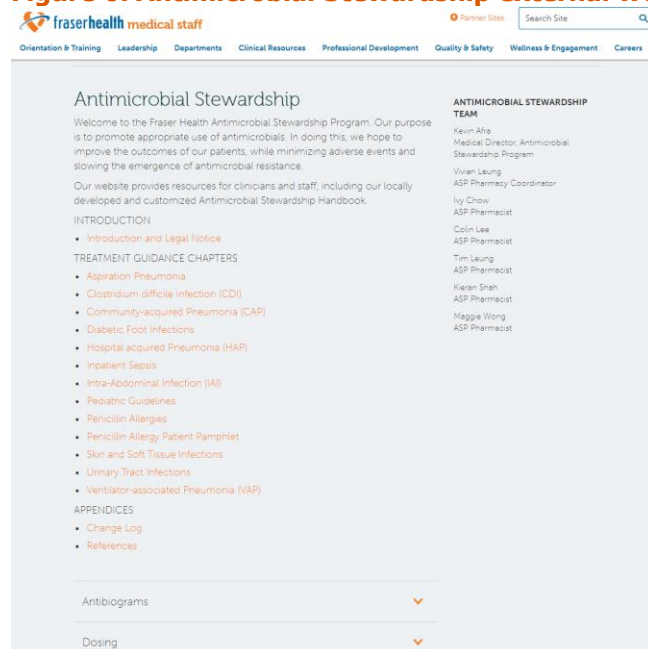 fraserhealth medical staff
Partner Sites
Search Site
Orientation & Training Leadership Departments Clinical Resources Professional Development Quality & Safety Wellness & Engagement Careers
Antimicrobial Stewardship
Welcome to the Fraser Health Antimicrobial Stewardship Program. Our purpose
is to promote appropriate use of antimicrobials. In doing this, we hope to
improve the outcomes of our patients, while minimizing adverse events and
slowing the emergence of antimicrobial resistance.
Our website provides resources for clinicians and staff, including our locally
developed and customized Antimicrobial Stewardship Handbook.
INTRODUCTION
• Introduction and Legal Notice
TREATMENT GUIDANCE CHAPTERS
• Aspiration Pneumonia
• Clostridium difficile Infection (CDI)
• Community-acquired Pneumonia (CAP)
• Diabetic Foot Infections
• Hospital acquired Pneumonia (HAP)
• Inpatient Sepsis
• Intra-Abdominal Infection (IAI)
• Pediatric Guidelines
• Penicillin Allergies
• Penicillin Allergy Patient Pamphlet
• Skin and Soft Tissue Infections
• Urinary Tract Infections
• Ventilator-associated Pneumonia (VAP)
APPENDICES
• Change Log
• References
Antibiograms
Dosing
ANTIMICROBIAL STEWARDSHIP
TEAM
Kevin Afra
Medical Director, Antimicrobial
Stewardship Program
Vivian Leung
ASP Pharmacy Coordinator
Ivy Chow
ASP Pharmacist
Colin Lee
ASP Pharmacist
Tim Leung
ASP Pharmacist
Kieran Shah
ASP Pharmacist
Maggie Wong
ASP Pharmacist